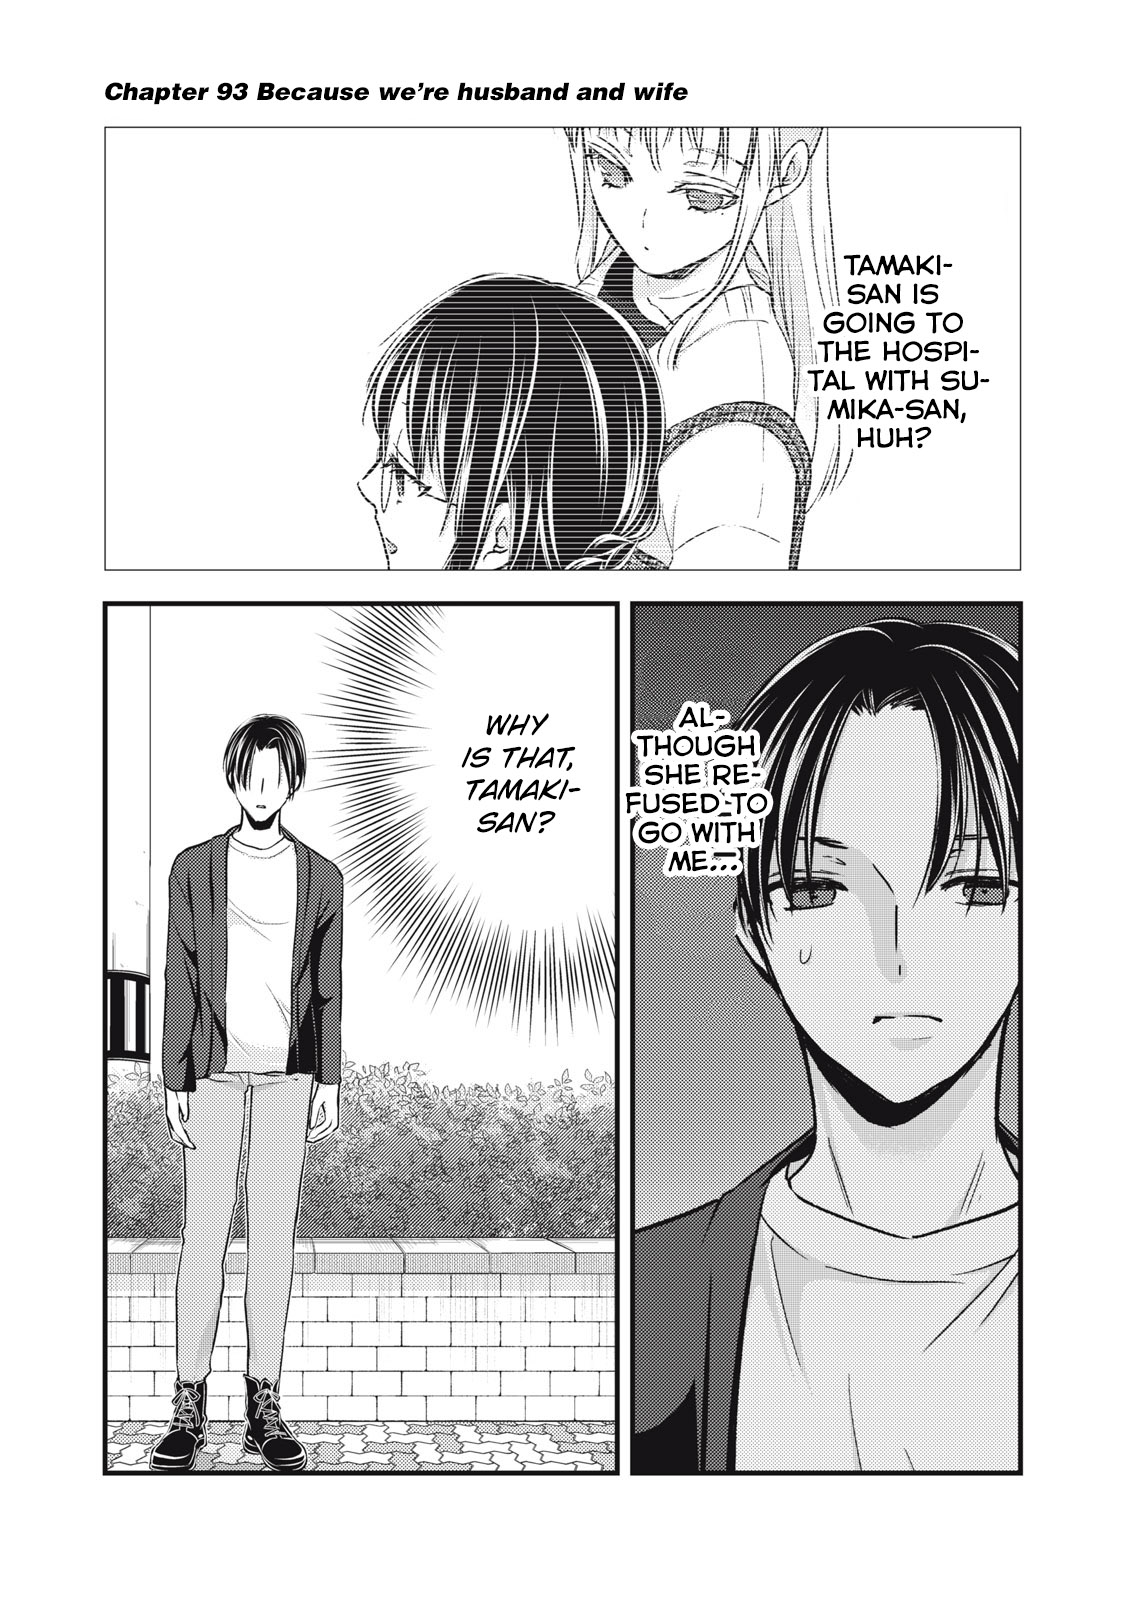 Chapter 93 Because we're husband and wife
TAMAKI-
SAN IS
GOING TO
THE HOSPI-
TAL WITH SU-
MIKA-SAN,
HUH?
AL-
THOUGH
SHE RE-
FUSED TO
GO WITH
ME...
WHY
IS THAT,
TAMAKI-
SAN?